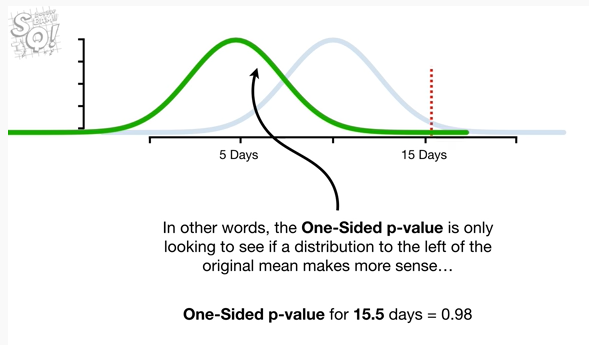 SQ!
5 Days
15 Days
In other words, the One-Sided p-value is only
looking to see if a distribution to the left of the
original mean makes more sense…
One-Sided p-value for 15.5 days = 0.98